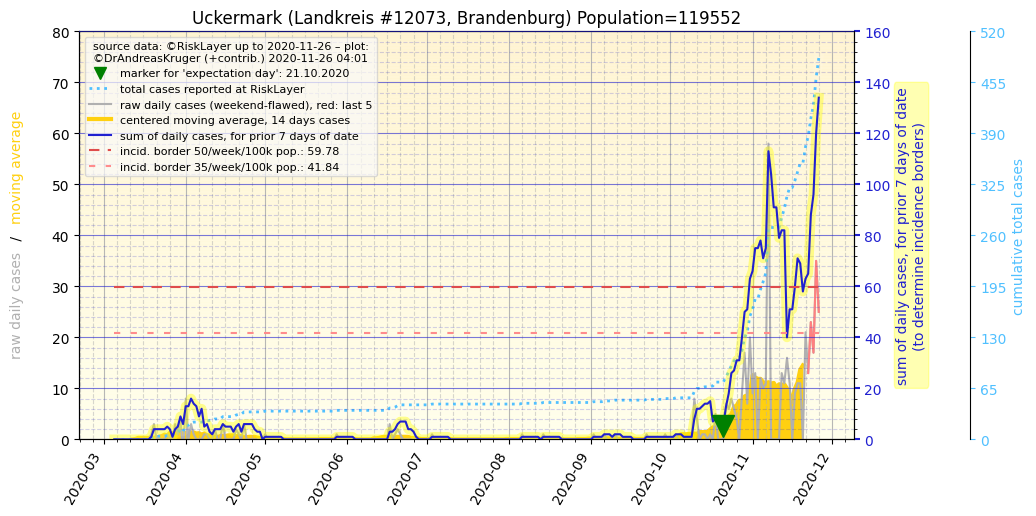 Uckermark (Landkreis #12073, Brandenburg) Population=119552
source data: ©RiskLayer up to 2020-11-26 – plot:
©DrAndreasKruger (+contrib.) 2020-11-26 04:01
marker for 'expectation day': 21.10.2020
total cases reported at RiskLayer
raw daily cases (weekend-flawed), red: last 5
centered moving average, 14 days cases
sum of daily cases, for prior 7 days of date
incid. border 50/week/100k pop.: 59.78
incid. border 35/week/100k pop.: 41.84
raw daily cases / moving average
80
70
60
50
40
30
20
10
0
160
140
120
100
80
60
40
20
0
sum of daily cases, for prior 7 days of date
(to determine incidence borders)
520
455
390
325
260
195
130
65
0
cumulative total cases
2020-03
2020-04
2020-05
2020-06
2020-07
2020-08
2020-09
2020-10
2020-11
2020-12